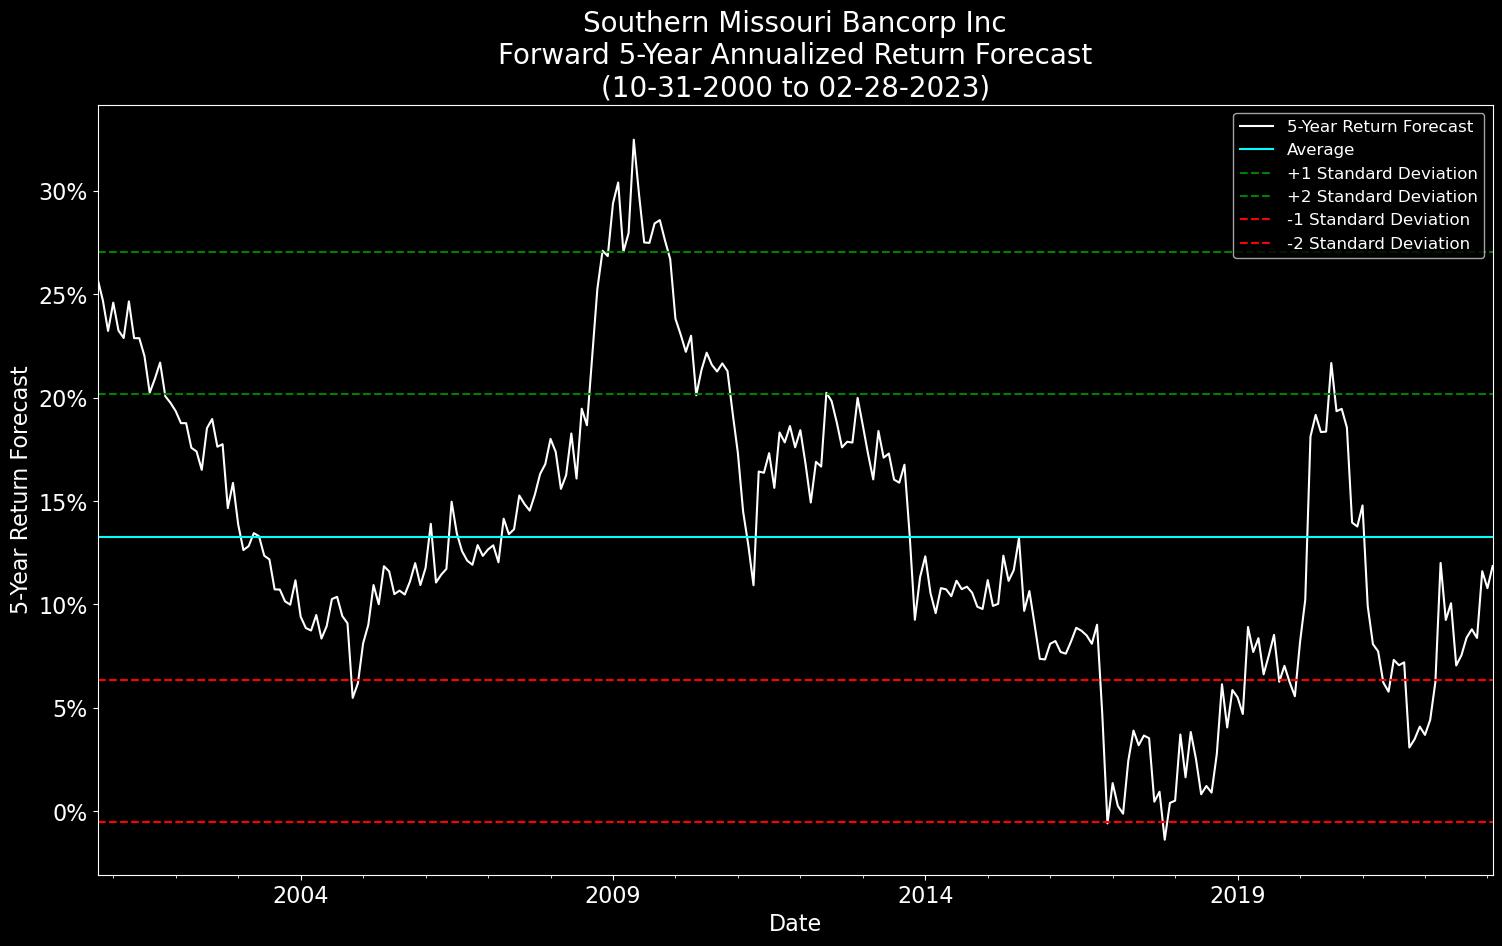 Southern Missouri Bancorp Inc
Forward 5-Year Annualized Return Forecast
(10-31-2000 to 02-28-2023)
5-Year Return Forecast
Average
+1 Standard Deviation
+2 Standard Deviation
-1 Standard Deviation
-2 Standard Deviation
5-Year Return Forecast
30%
25%
20%
15%
10%
5%
0%
2004
2009
2014
2019
Date